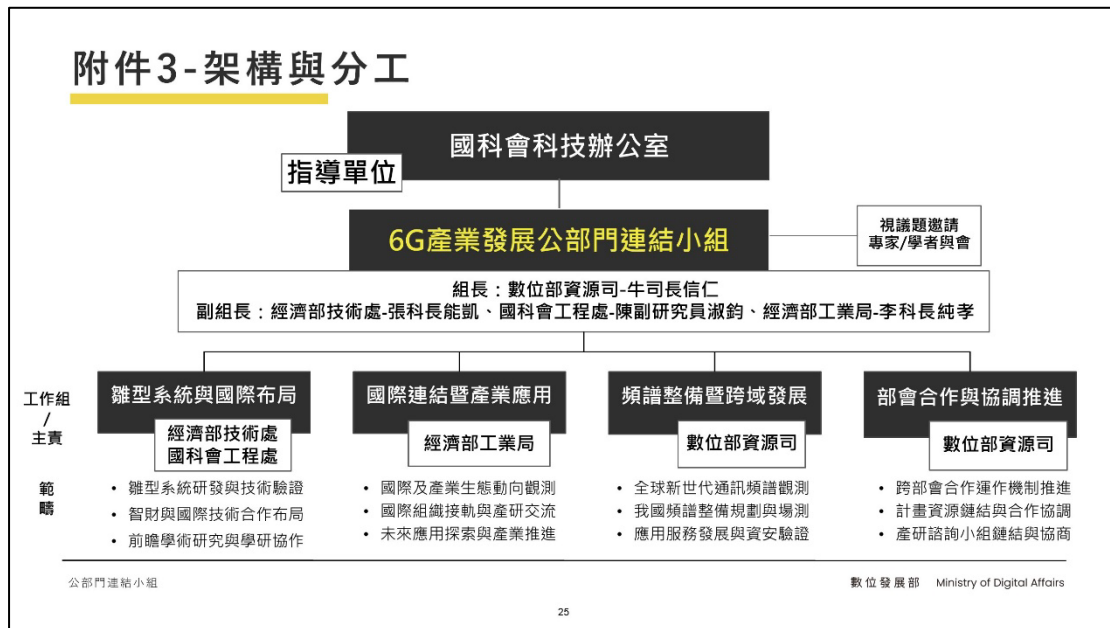 附件3-架構與分工
國科會科技辦公室
指導單位
6G產業發展公部門連結小組
視議題邀請
專家/學者與會
組長：數位部資源司-牛司長信仁
副組長：經濟部技術處-張科長能凱、國科會工程處-陳副研究員淑鈞、經濟部工業局-李科長純孝
工作組
/
主責
雛型系統與國際布局
經濟部技術處
國科會工程處
國際連結暨產業應用
經濟部工業局
頻譜整備暨跨域發展
數位部資源司
部會合作與協調推進
數位部資源司
範
疇
• 雛型系統研發與技術驗證
• 智財與國際技術合作布局
• 前瞻學術研究與學研協作
• 國際及產業生態動向觀測
• 國際組織接軌與產研交流
• 未來應用探索與產業推進
• 全球新世代通訊頻譜觀測
• 我國頻譜整備規劃與場測
• 應用服務發展與資安驗證
• 跨部會合作運作機制推進
• 計畫資源鏈結與合作協調
• 產研諮詢小組鏈結與協商
公部門連結小組
數位發展部 Ministry of Digital Affairs
25